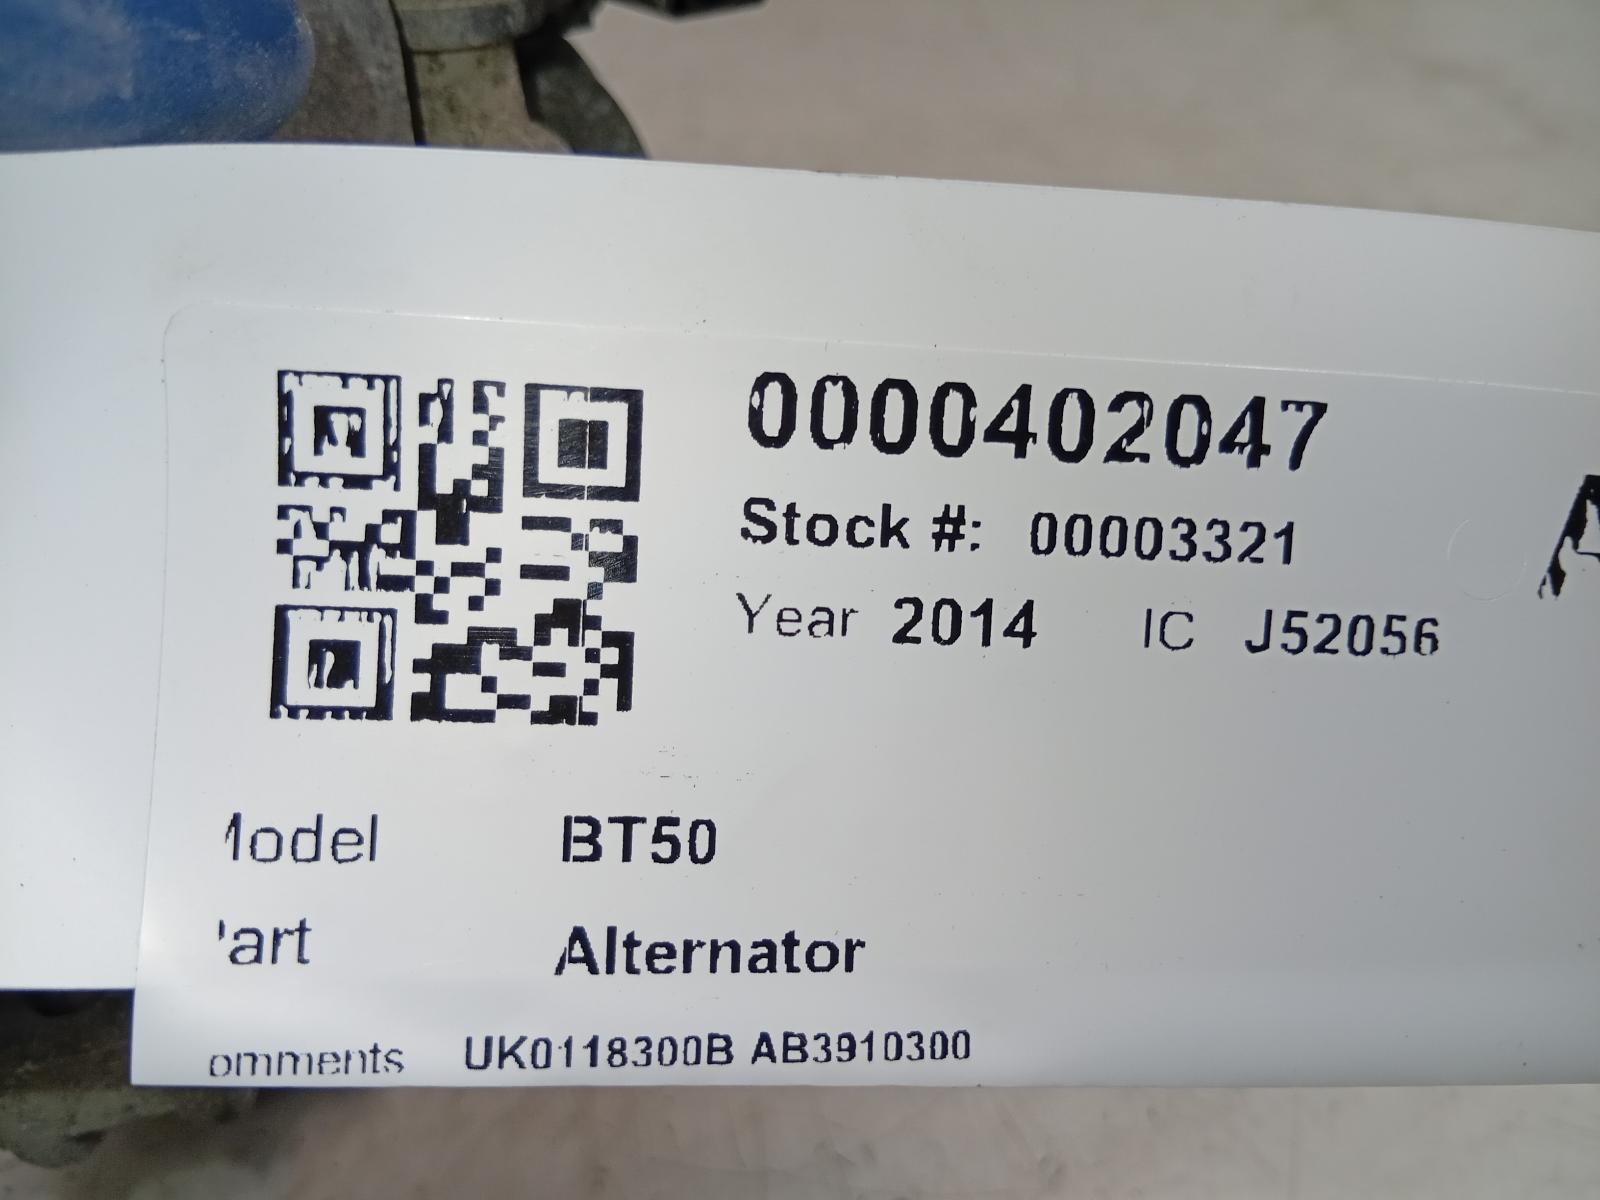 0000402047
Stock #: 00003321
Year 2014 IC J52056
A
Model BT50
Part Alternator
omments UK0118300B AB3910300